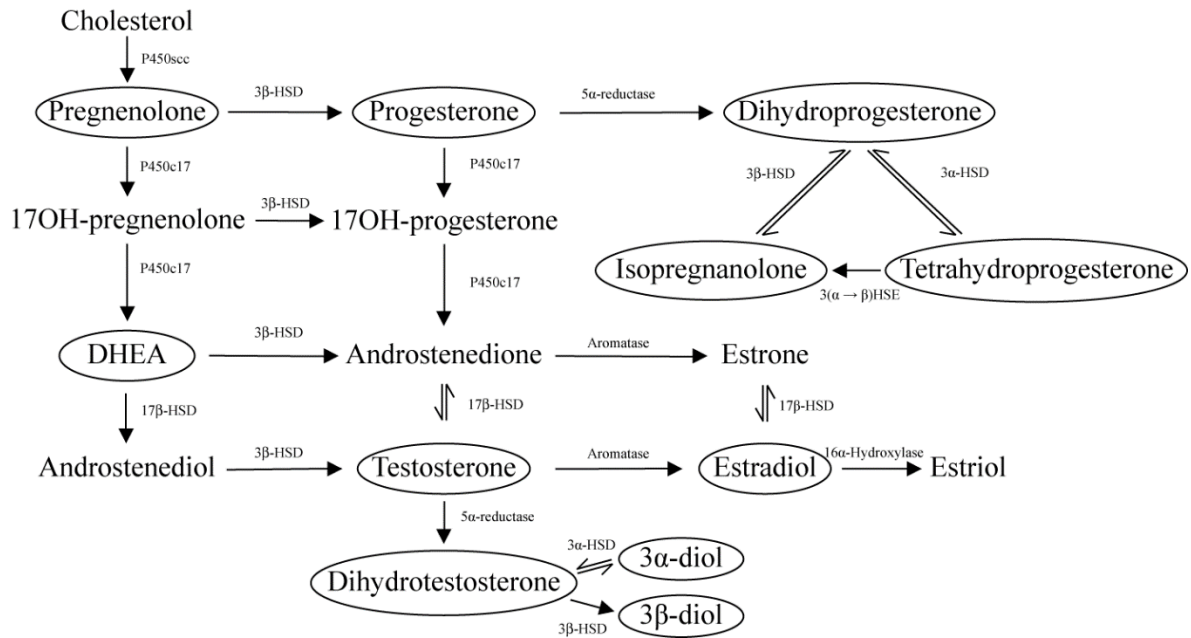 Cholesterol
P450scc
Pregnenolone
3β-HSD
Progesterone
5α-reductase
Dihydroprogesterone
P450c17
P450c17
3β-HSD
3α-HSD
17OH-pregnenolone
3β-HSD
17OH-progesterone
Isopregnanolone
Tetrahydroprogesterone
3(α → β)HSE
P450c17
P450c17
DHEA
3β-HSD
Androstenedione
Aromatase
Estrone
17β-HSD
17β-HSD
17β-HSD
Androstenediol
3β-HSD
Testosterone
Aromatase
Estradiol
16α-Hydroxylase
Estriol
5α-reductase
Dihydrotestosterone
3α-HSD
3α-diol
3β-HSD
3β-diol